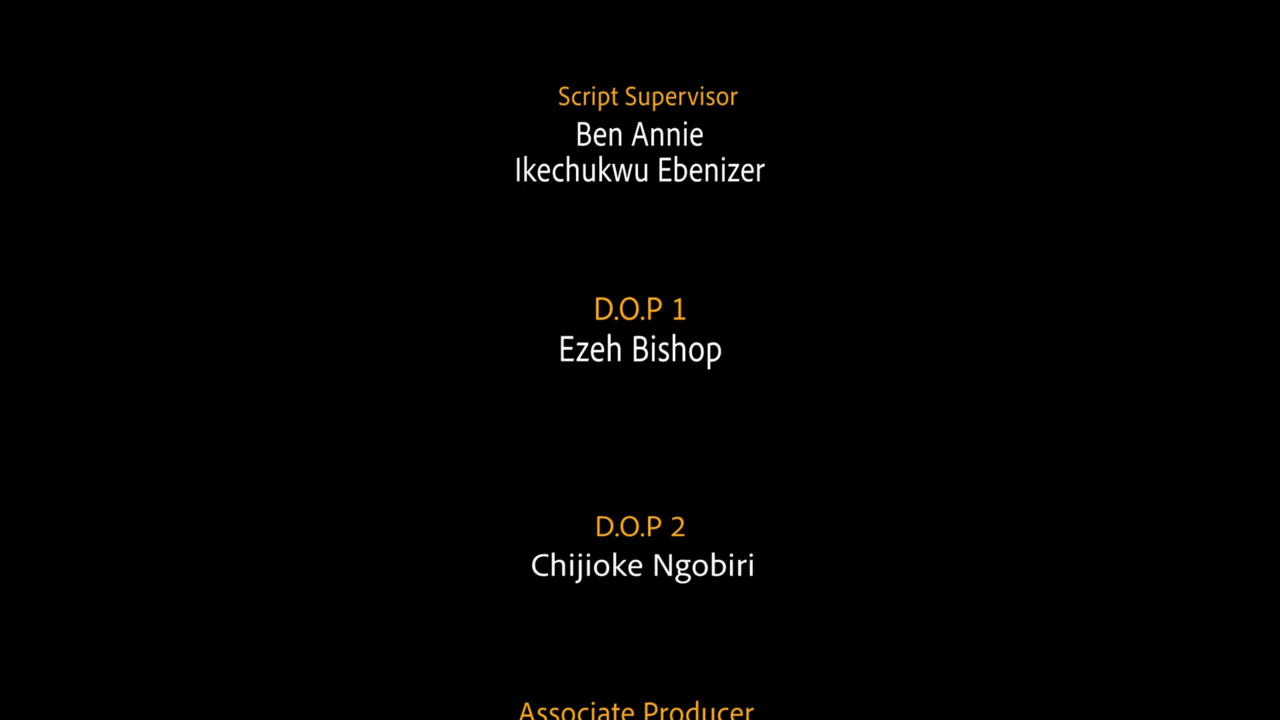 Script Supervisor
Ben Annie
Ikechukwu Ebenizer
D.O.P 1
Ezeh Bishop
D.O.P 2
Chijioke Ngobiri
Associate Producer